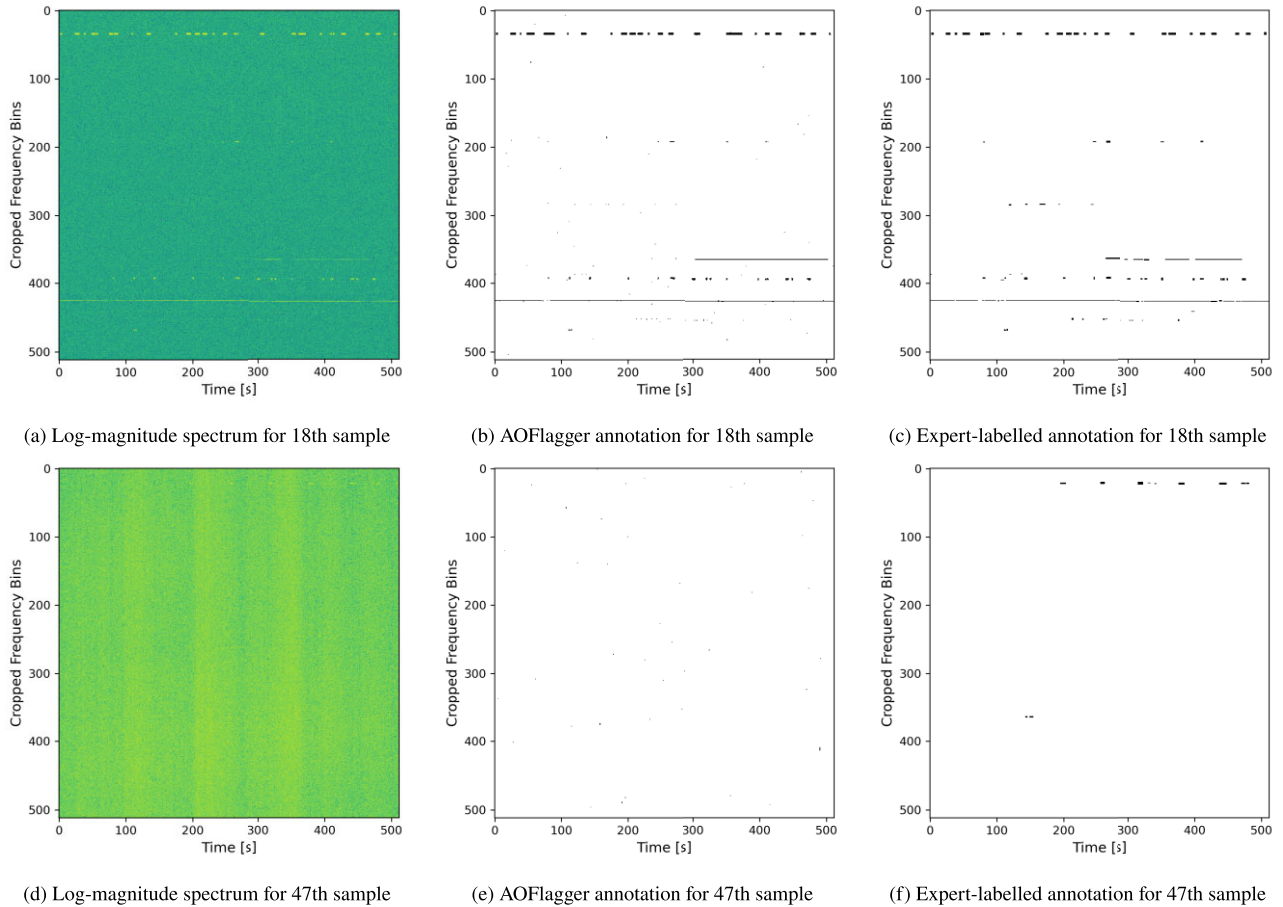 0
100
200
300
400
500
Cropped Frequency Bins
0 100 200 300 400 500
Time [s]
(a) Log-magnitude spectrum for 18th sample
0
100
200
300
400
500
Cropped Frequency Bins
0 100 200 300 400 500
Time [s]
(b) AOFlagger annotation for 18th sample
0
100
200
300
400
500
Cropped Frequency Bins
0 100 200 300 400 500
Time [s]
(c) Expert-labelled annotation for 18th sample
0
100
200
300
400
500
Cropped Frequency Bins
0 100 200 300 400 500
Time [s]
(d) Log-magnitude spectrum for 47th sample
0
100
200
300
400
500
Cropped Frequency Bins
0 100 200 300 400 500
Time [s]
(e) AOFlagger annotation for 47th sample
0
100
200
300
400
500
Cropped Frequency Bins
0 100 200 300 400 500
Time [s]
(f) Expert-labelled annotation for 47th sample